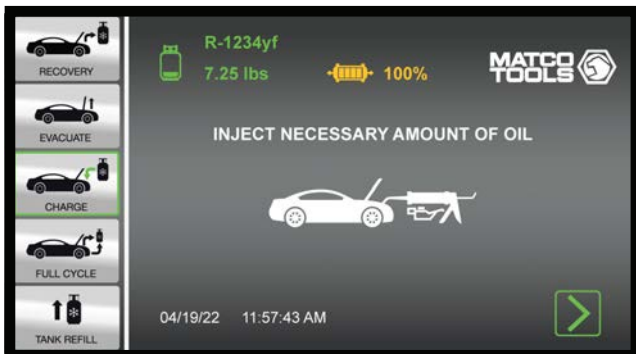 RECOVERY
EVACUATE
CHARGE
FULL CYCLE
TANK REFILL
R-1234yf
7.25 lbs
100%
MATCO
TOOLS
INJECT NECESSARY AMOUNT OF OIL
04/19/22 11:57:43 AM